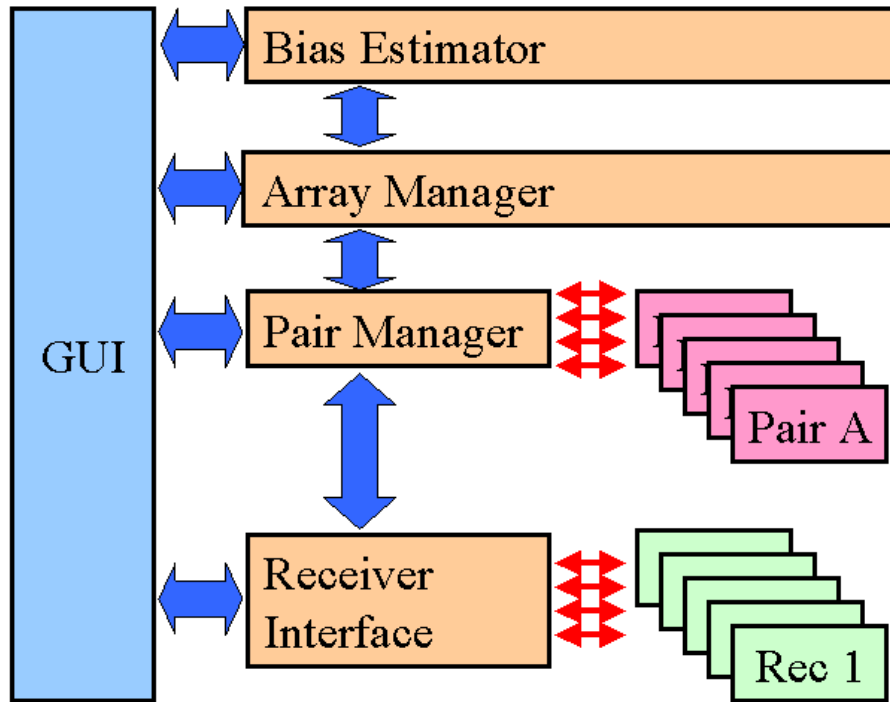 Bias Estimator
Array Manager
Pair Manager
GUI
Pair A
Receiver
Interface
Rec 1